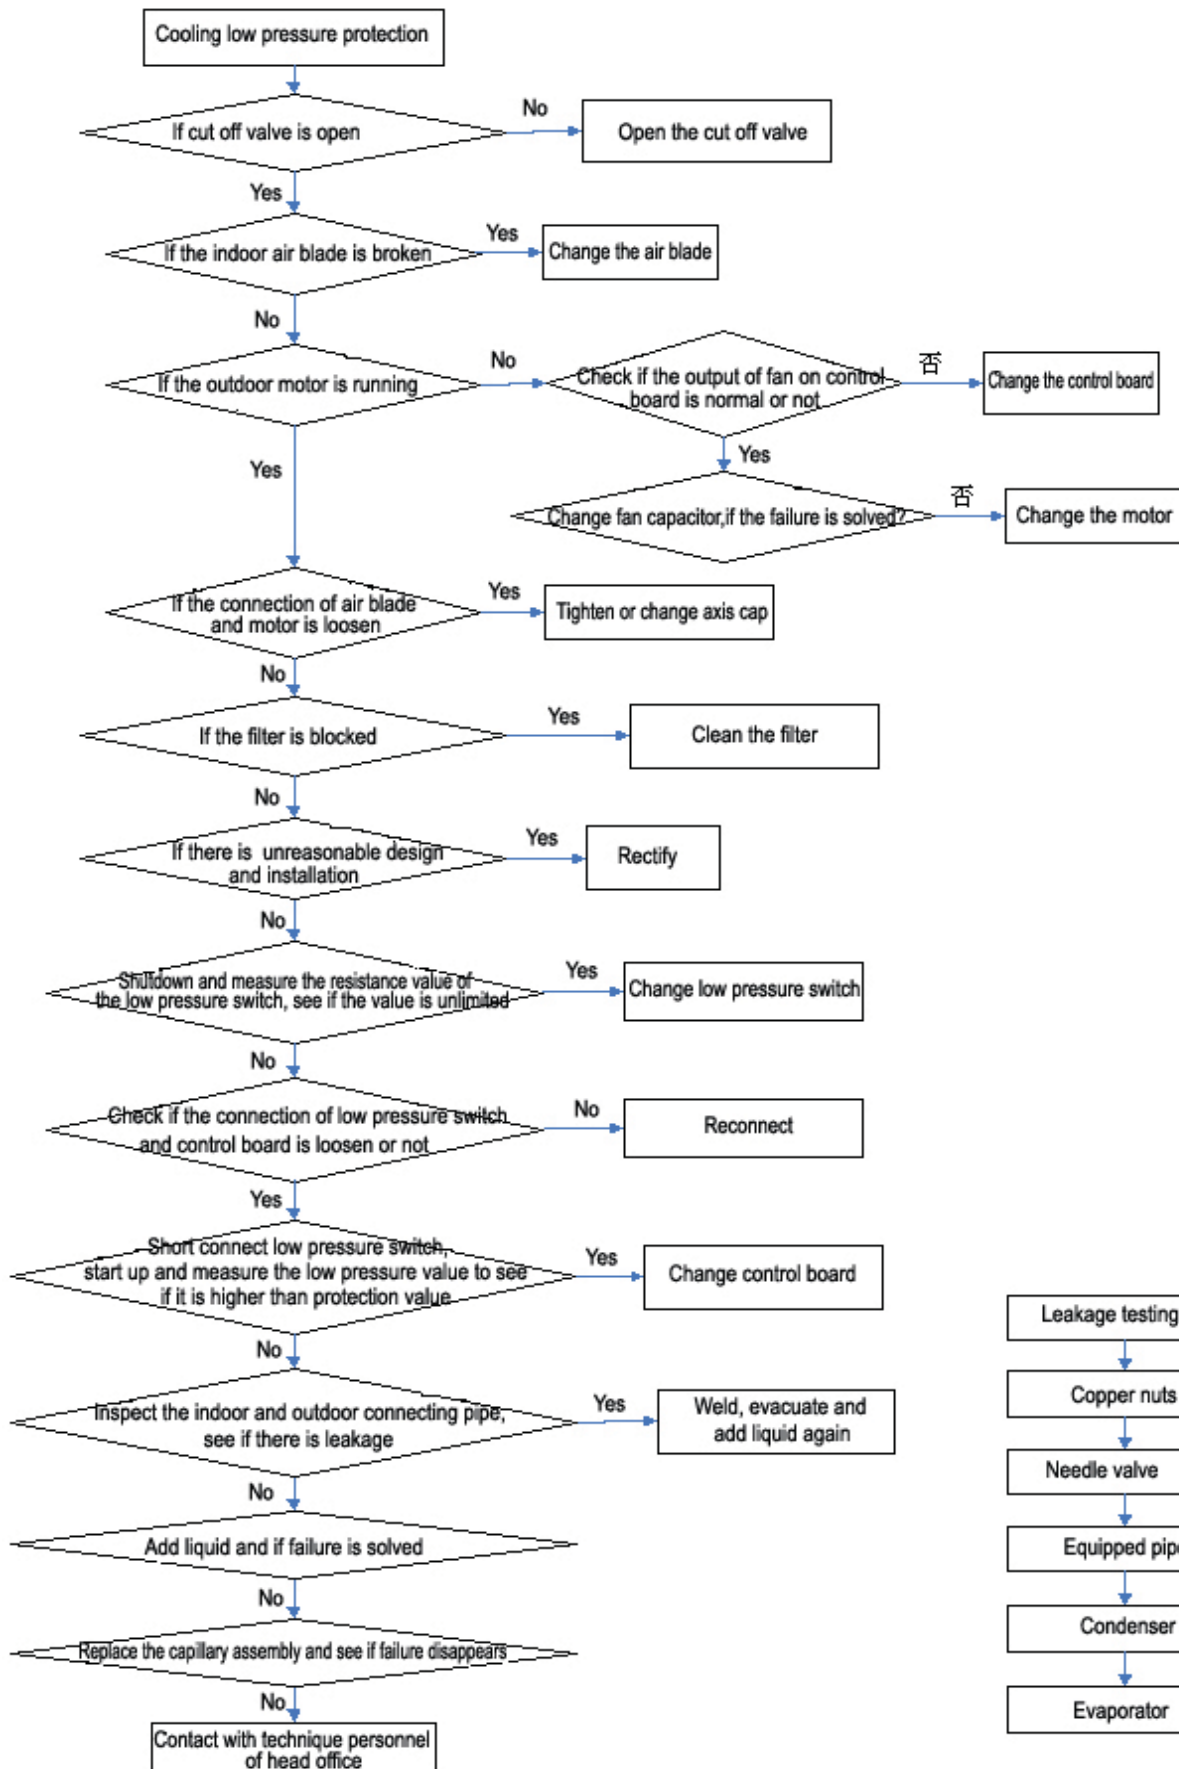 Cooling low pressure protection
If cut off valve is open
No
Open the cut off valve
Yes
If the indoor air blade is broken
Yes
Change the air blade
No
If the outdoor motor is running
No
Check if the output of fan on control
board is normal or not
否
Change the control board
Yes
Yes
Change fan capacitor,if the failure is solved?
否
Change the motor
If the connection of air blade
and motor is loosen
Yes
Tighten or change axis cap
No
If the filter is blocked
Yes
Clean the filter
No
If there is unreasonable design
and installation
Yes
Rectify
No
Shutdown and measure the resistance value of
the low pressure switch, see if the value is unlimited
Yes
Change low pressure switch
No
Check if the connection of low pressure switch
and control board is loosen or not
No
Reconnect
Yes
Short connect low pressure switch,
start up and measure the low pressure value to see
if it is higher than protection value
Yes
Change control board
No
Inspect the indoor and outdoor connecting pipe,
see if there is leakage
Yes
Weld, evacuate and
add liquid again
No
Add liquid and if failure is solved
No
Replace the capillary assembly and see if failure disappears
No
Contact with technique personnel
of head office
Leakage testing
Copper nuts
Needle valve
Equipped pipe
Condenser
Evaporator